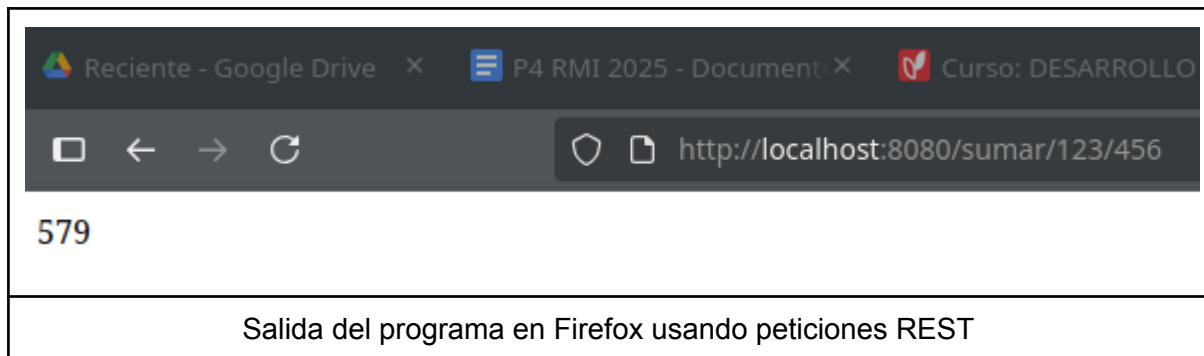 Reciente - Google Drive × P4 RMI 2025 - Document × Curso: DESARROLLO
http://localhost:8080/sumar/123/456
579
Salida del programa en Firefox usando peticiones REST